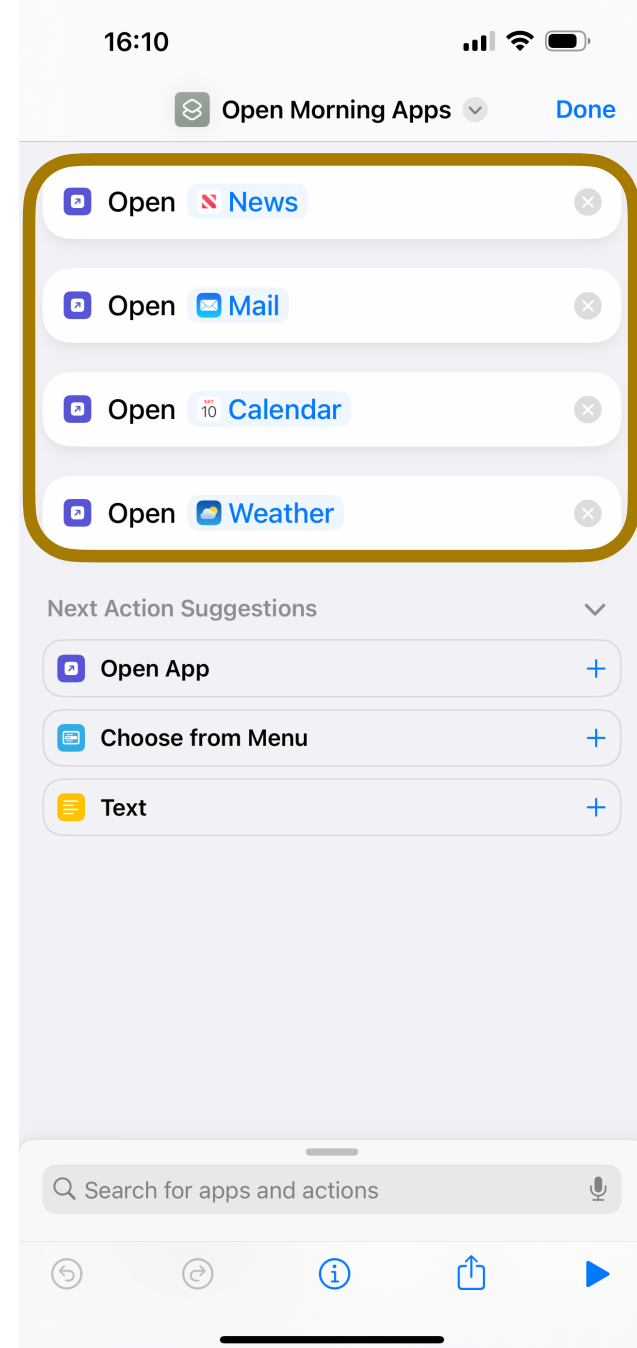 16:10
Open Morning Apps
Done
Open News
Open Mail
Open SAT 10 Calendar
Open Weather
Next Action Suggestions
Open App
Choose from Menu
Text
Search for apps and actions